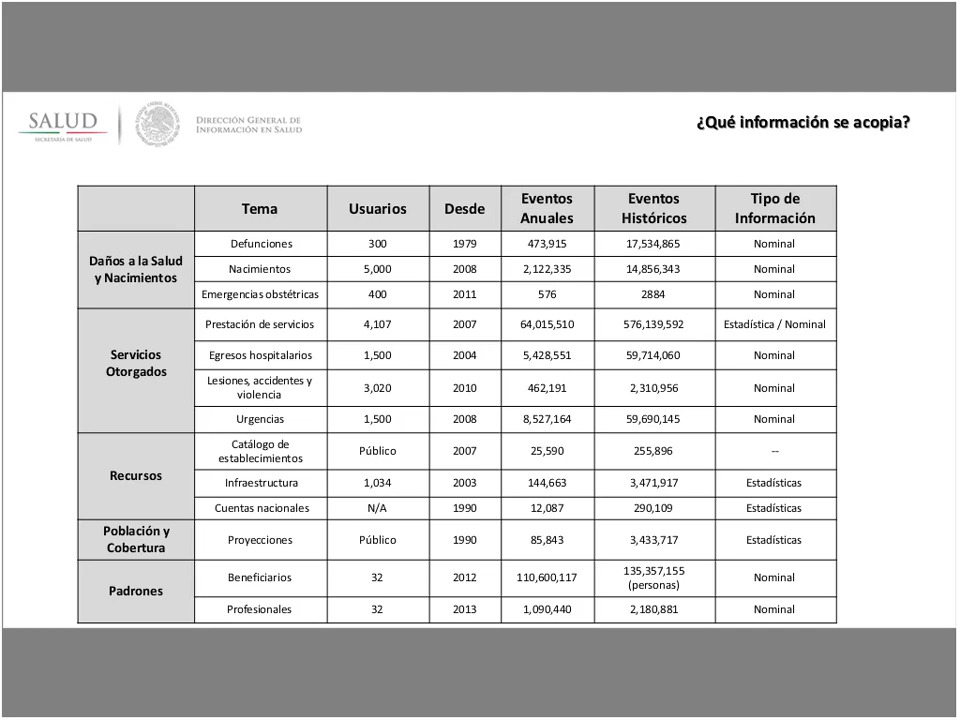 SALUD
SECRETARÍA DE SALUD
DIRECCIÓN GENERAL DE
INFORMACIÓN EN SALUD
¿Qué información se acopia?
Tema Usuarios Desde Eventos Anuales Eventos Históricos Tipo de Información
Daños a la Salud y Nacimientos
Defunciones 300 1979 473,915 17,534,865 Nominal
Nacimientos 5,000 2008 2,122,335 14,856,343 Nominal
Emergencias obstétricas 400 2011 576 2884 Nominal
Servicios Otorgados
Prestación de servicios 4,107 2007 64,015,510 576,139,592 Estadística / Nominal
Egresos hospitalarios 1,500 2004 5,428,551 59,714,060 Nominal
Lesiones, accidentes y violencia 3,020 2010 462,191 2,310,956 Nominal
Urgencias 1,500 2008 8,527,164 59,690,145 Nominal
Recursos
Catálogo de establecimientos Público 2007 25,590 255,896 --
Infraestructura 1,034 2003 144,663 3,471,917 Estadísticas
Cuentas nacionales N/A 1990 12,087 290,109 Estadísticas
Población y Cobertura
Proyecciones Público 1990 85,843 3,433,717 Estadísticas
Padrones
Beneficiarios 32 2012 110,600,117 135,357,155 (personas) Nominal
Profesionales 32 2013 1,090,440 2,180,881 Nominal